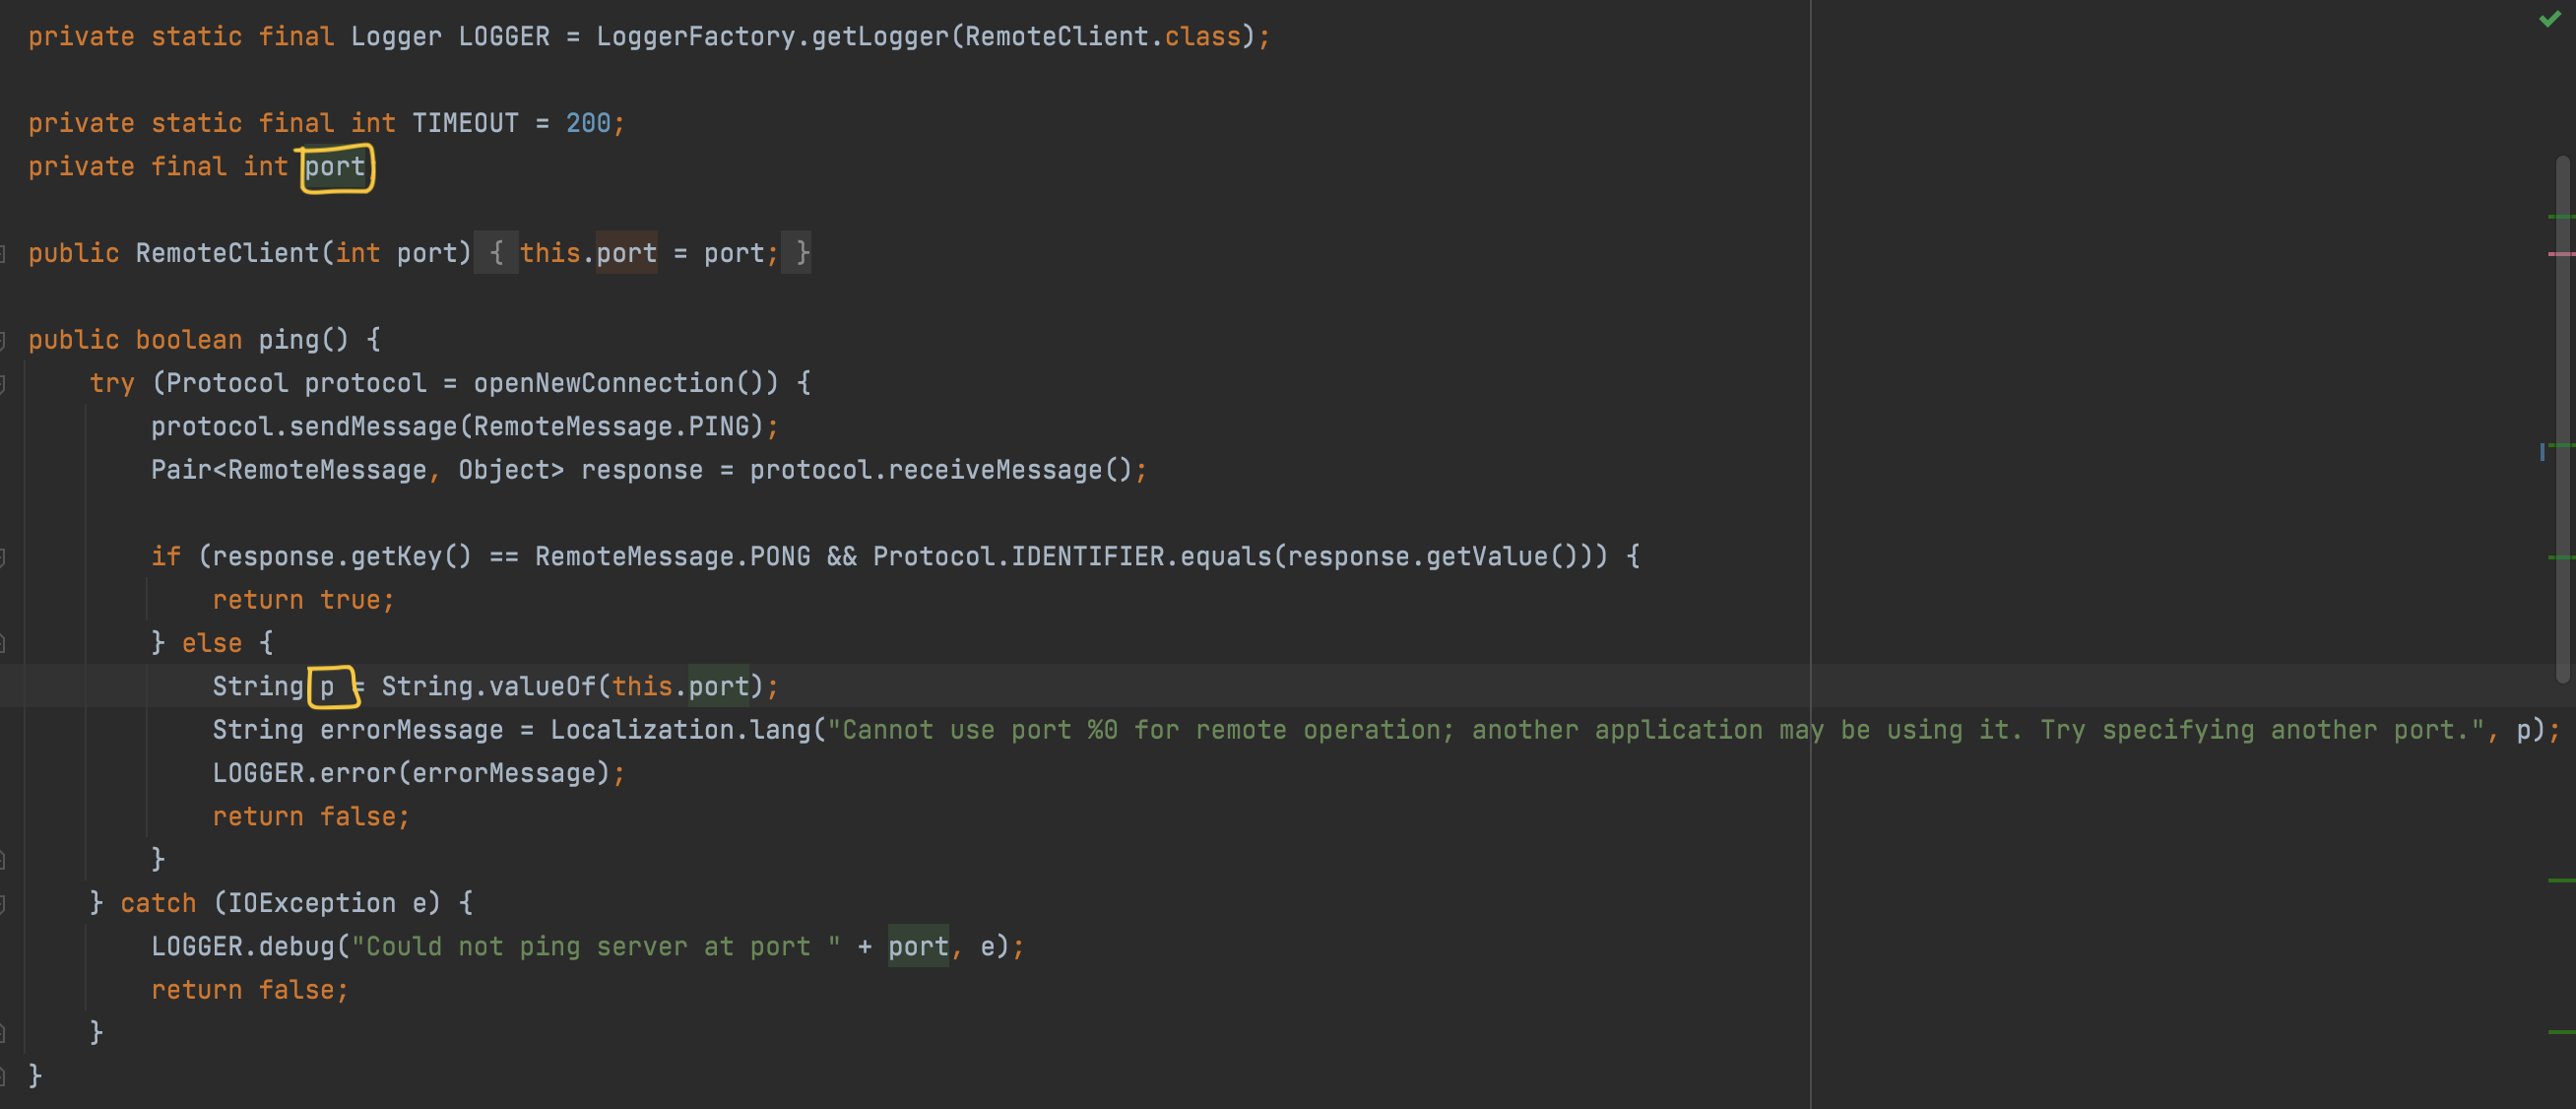 private static final Logger LOGGER = LoggerFactory.getLogger(RemoteClient.class);
private static final int TIMEOUT = 200;
private final int port
public RemoteClient(int port) { this.port = port; }
public boolean ping() {
try (Protocol protocol = openNewConnection()) {
protocol.sendMessage(RemoteMessage.PING);
Pair<RemoteMessage, Object> response = protocol.receiveMessage();
if (response.getKey() == RemoteMessage.PONG && Protocol.IDENTIFIER.equals(response.getValue())) {
return true;
} else {
String p = String.valueOf(this.port);
String errorMessage = Localization.lang("Cannot use port %0 for remote operation; another application may be using it. Try specifying another port.", p);
LOGGER.error(errorMessage);
return false;
}
} catch (IOException e) {
LOGGER.debug("Could not ping server at port " + port, e);
return false;
}
}